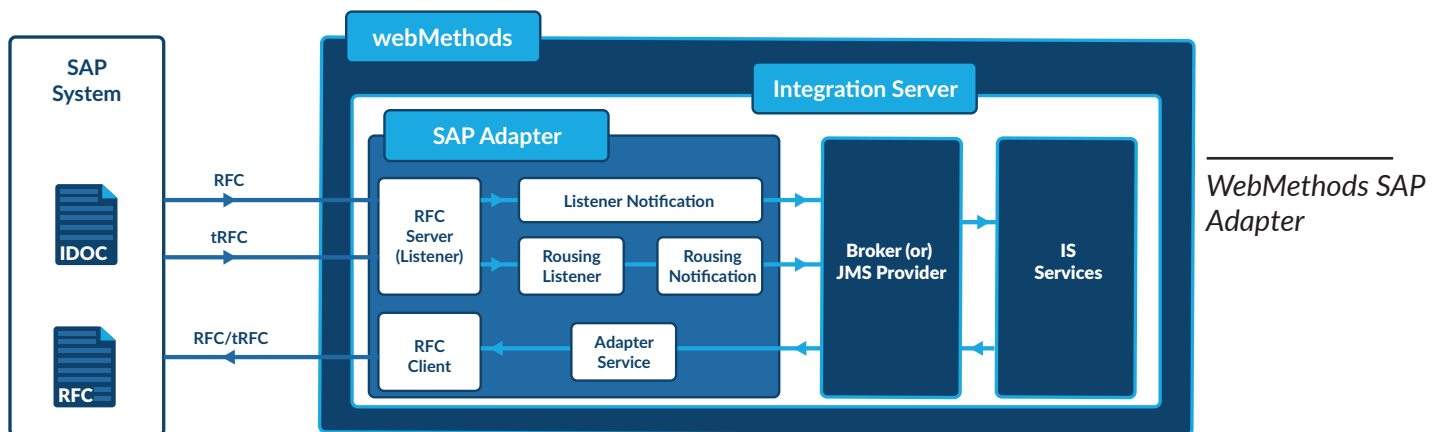 webMethods
SAP
System
Integration Server
SAP Adapter
RFC
tRFC
RFC/tRFC
IDOC
RFC
RFC
Server
(Listener)
Listener Notification
Rousing
Listener
Rousing
Notification
RFC
Client
Adapter
Service
Broker (or)
JMS Provider
IS
Services
WebMethods SAP
Adapter